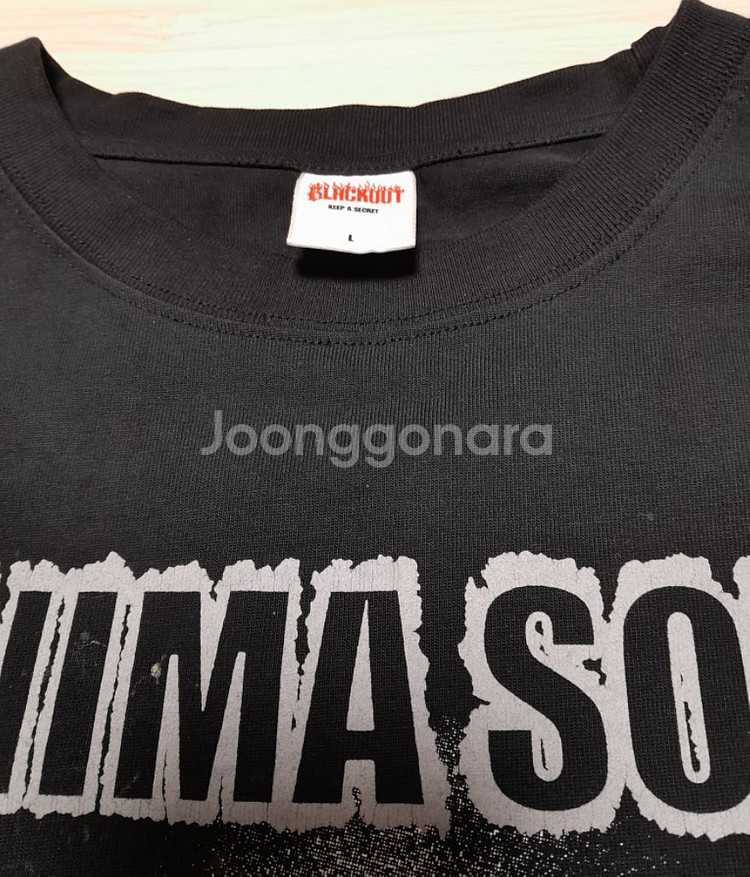 BLACKOUT
KEEP A SECRET
L
Joonggonara
IMA SO